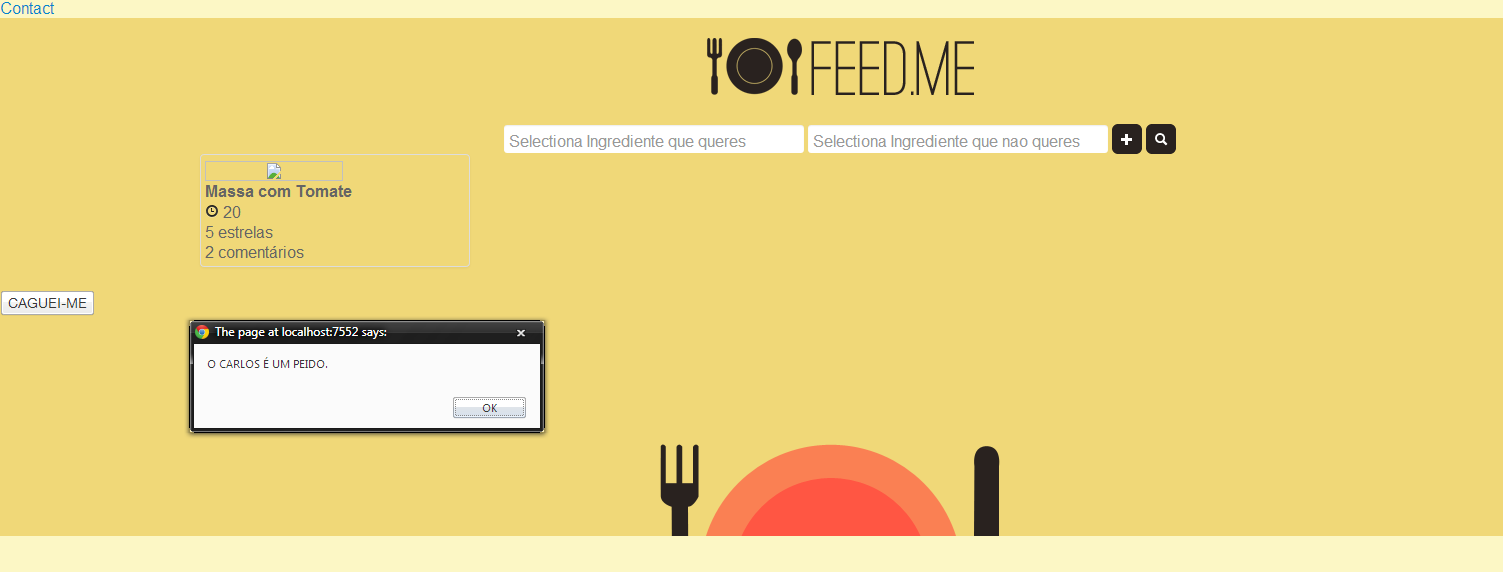 Contact
FEED.ME
Selectiona Ingrediente que queres
Selectiona Ingrediente que nao queres
Massa com Tomate
20
5 estrelas
2 comentários
CAGUEI-ME
The page at localhost:7552 says:
O CARLOS É UM PEIDO.
OK